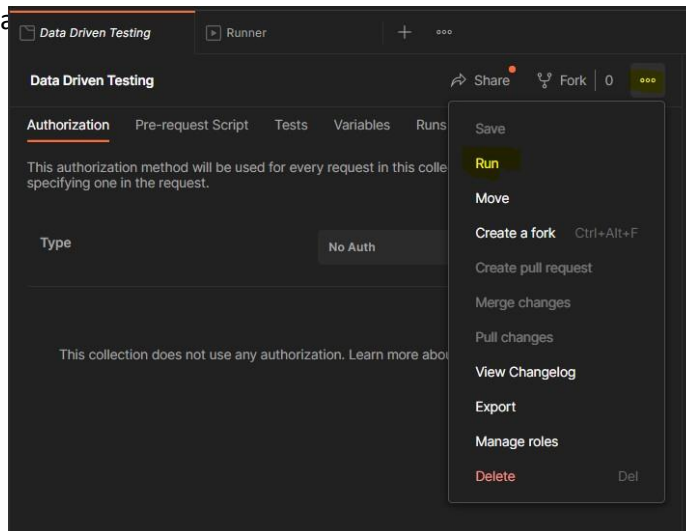 a
Data Driven Testing
Runner
Data Driven Testing
Share
Fork
0
Authorization Pre-request Script Tests Variables Runs
This authorization method will be used for every request in this colle
specifying one in the request.
Type
No Auth
This collection does not use any authorization. Learn more abou
Save
Run
Move
Create a fork Ctrl+Alt+F
Create pull request
Merge changes
Pull changes
View Changelog
Export
Manage roles
Delete Del